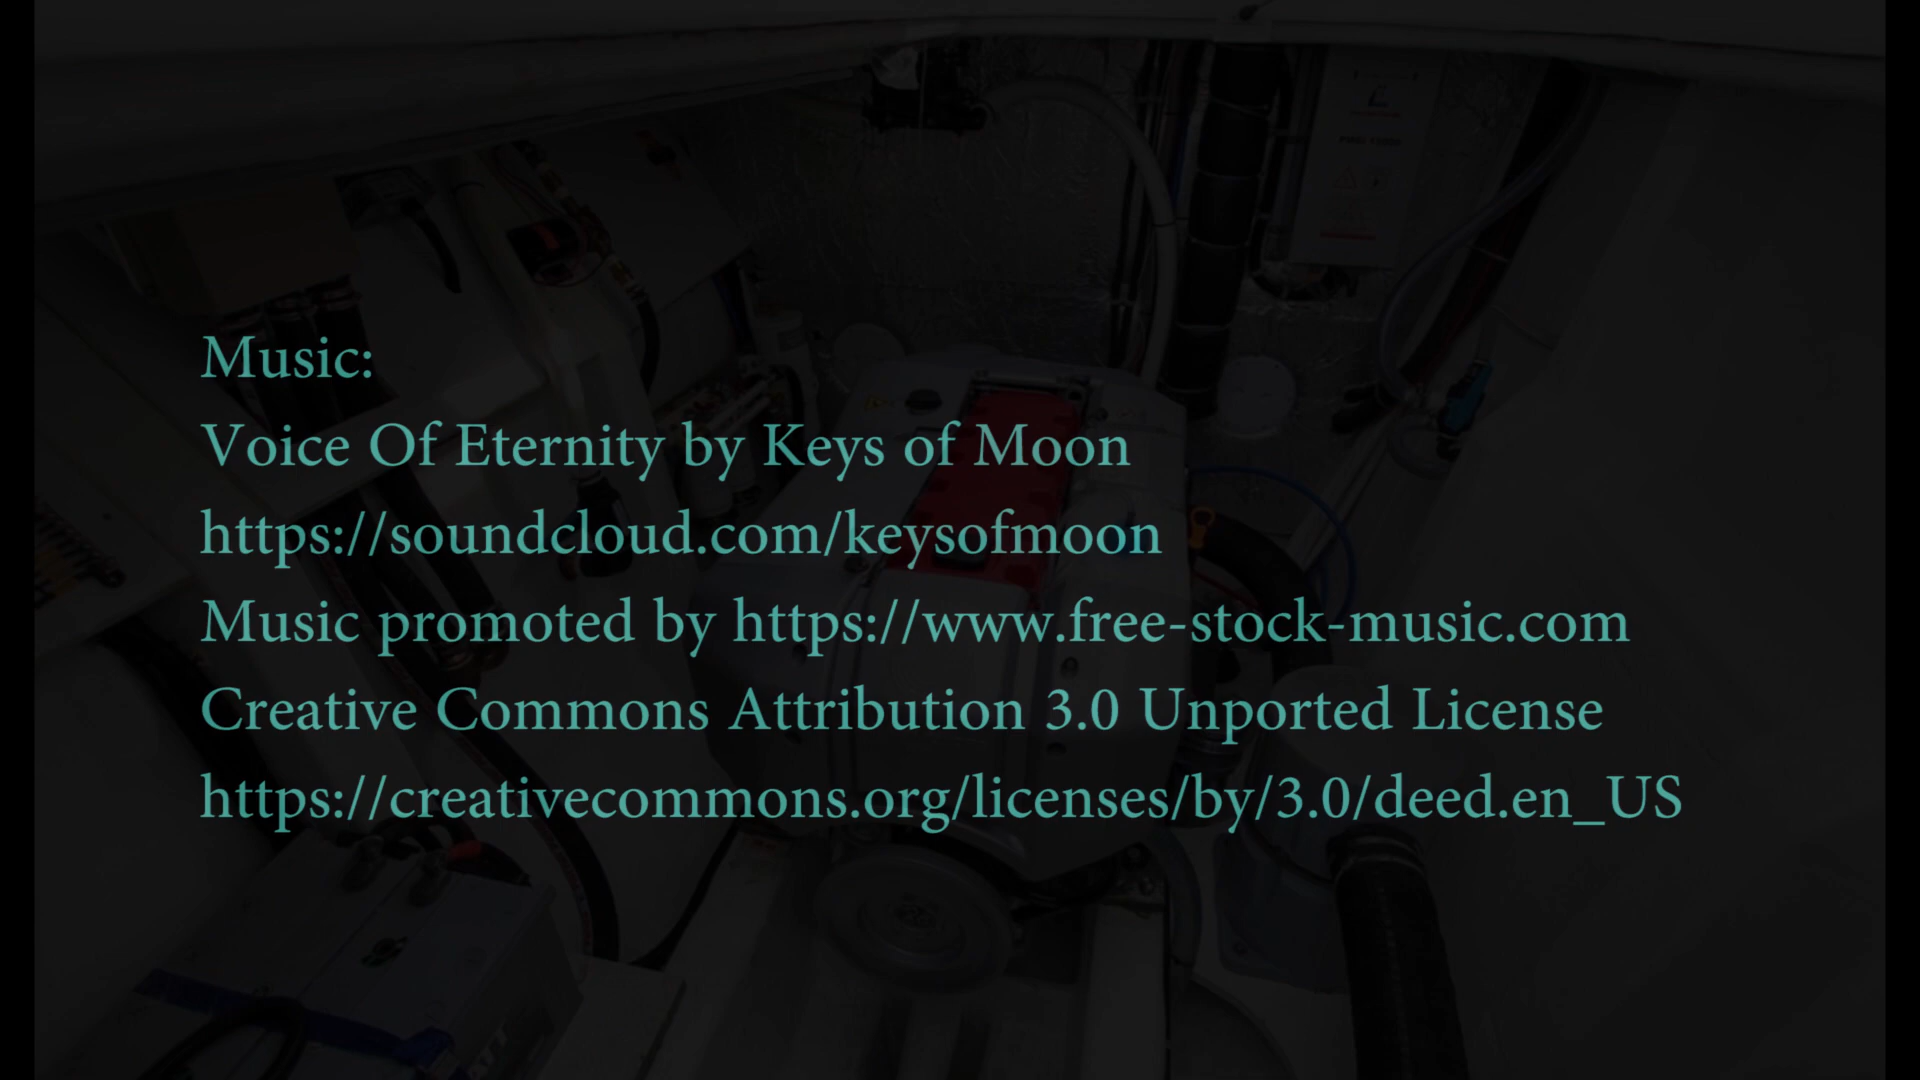 Music:
Voice Of Eternity by Keys of Moon
https://soundcloud.com/keysofmoon
Music promoted by https://www.free-stock-music.com
Creative Commons Attribution 3.0 Unported License
https://creativecommons.org/licenses/by/3.0/deed.en_US